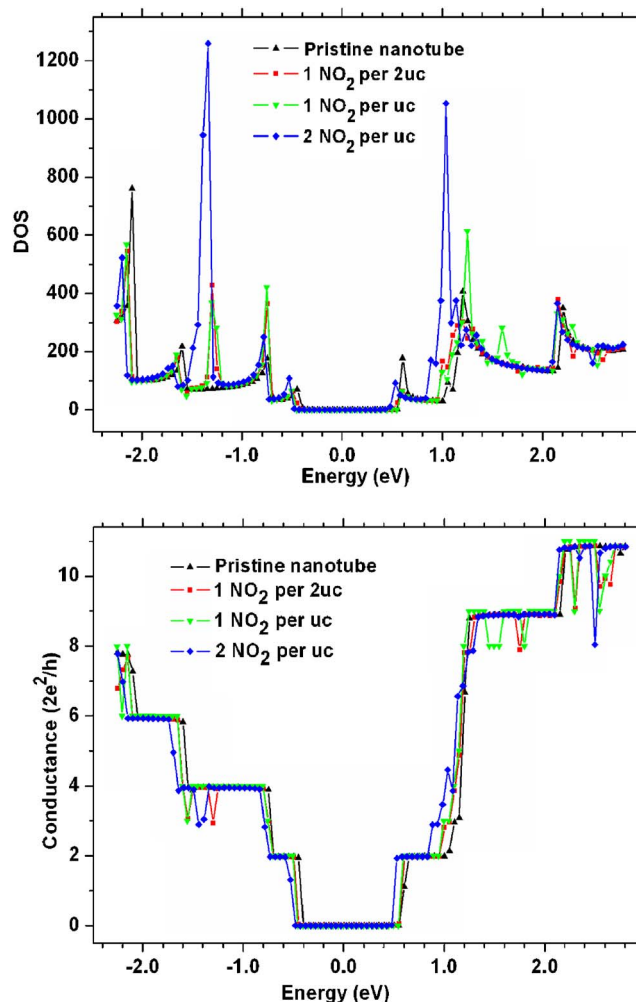 1200
1000
800
600
400
200
0
DOS
Pristine nanotube
1 NO2 per 2uc
1 NO2 per uc
2 NO2 per uc
-2.0 -1.0 0.0 1.0 2.0
Energy (eV)
10
8
6
4
2
0
Conductance (2e²/h)
Pristine nanotube
1 NO2 per 2uc
1 NO2 per uc
2 NO2 per uc
-2.0 -1.0 0.0 1.0 2.0
Energy (eV)